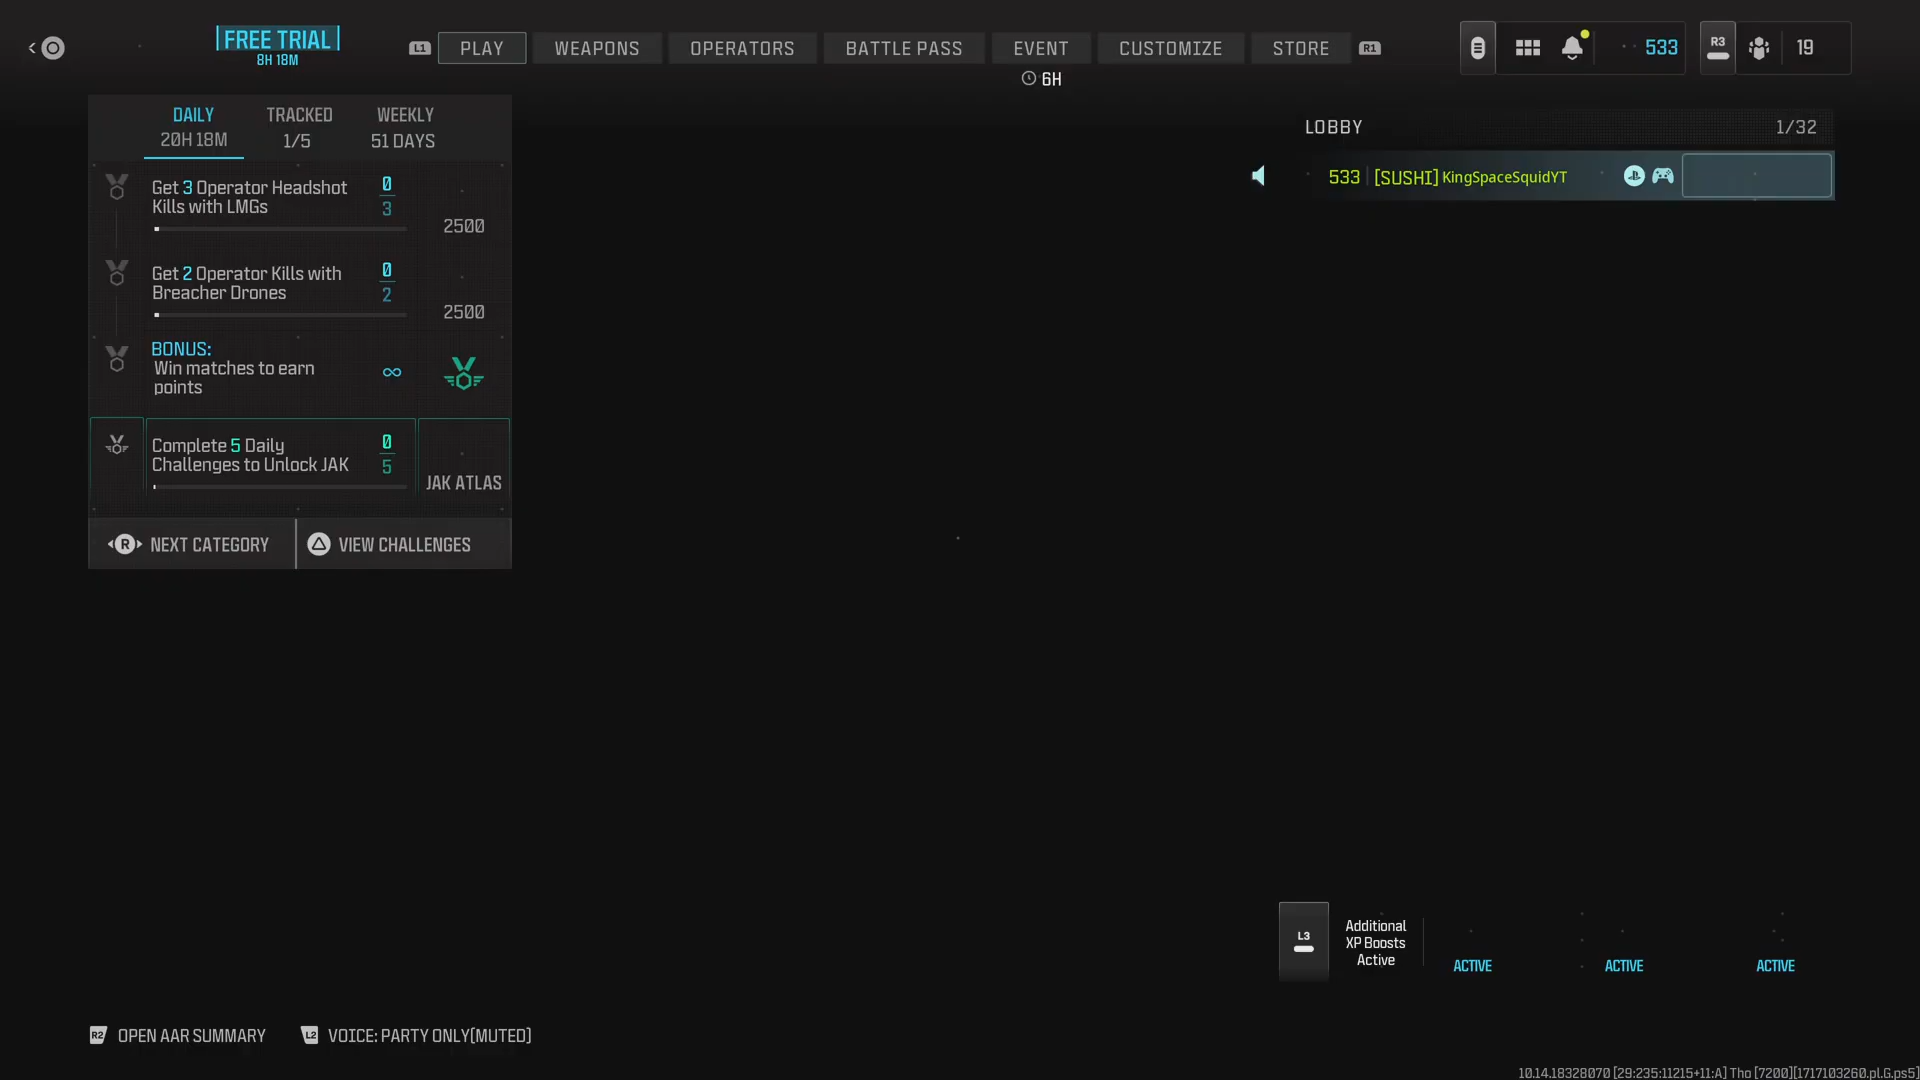 FREE TRIAL
8H 18M
L1 PLAY WEAPONS OPERATORS BATTLE PASS EVENT CUSTOMIZE STORE R1
6H
533 R3 19
DAILY TRACKED WEEKLY
20H 18M 1/5 51 DAYS
Get 3 Operator Headshot
Kills with LMGs
0
3
2500
Get 2 Operator Kills with
Breacher Drones
0
2
2500
BONUS:
Win matches to earn
points
∞
Complete 5 Daily
Challenges to Unlock JAK
0
5
JAK ATLAS
R NEXT CATEGORY VIEW CHALLENGES
LOBBY 1/32
533 [SUSHI] KingSpaceSquidYT
L3
Additional
XP Boosts
Active
ACTIVE ACTIVE ACTIVE
R2 OPEN AAR SUMMARY L2 VOICE: PARTY ONLY[MUTED]
10.14.18328070 [29:235:11215+11:A] Tho [7200][1717103260.pl.G.ps5]